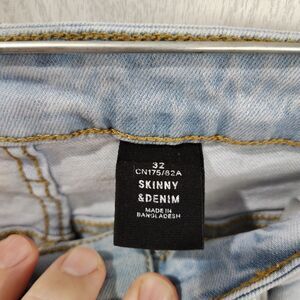 32
CN175/82A
SKINNY
&DENIM
MADE IN
BANGLADESH